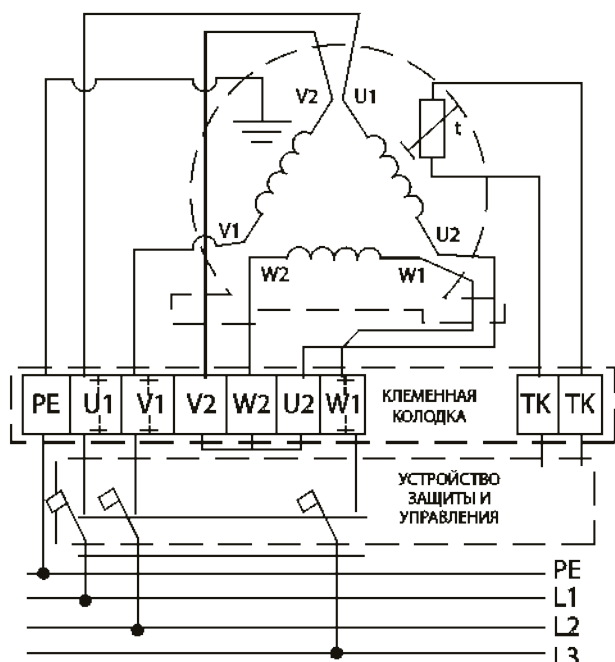 V2 U1
t
V1
U2
W2 W1
PE U1 V1 V2 W2 U2 W1
КЛЕМЕННАЯ
КОЛОДКА
TK TK
УСТРОЙСТВО
ЗАЩИТЫ И
УПРАВЛЕНИЯ
PE
L1
L2
L3